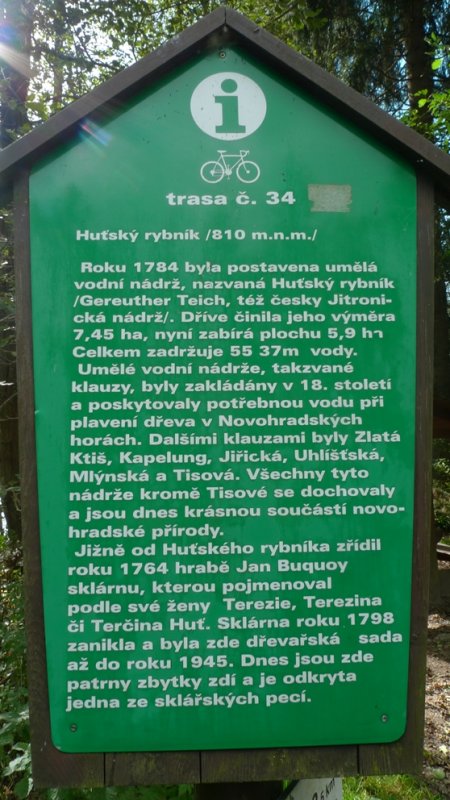 i
trasa č. 34
Huťský rybník /810 m.n.m./
Roku 1784 byla postavena umělá
vodní nádrž, nazvaná Huťský rybník
/Gereuther Teich, též česky Jitroni-
cká nádrž/. Dříve činila jeho výměra
7,45 ha, nyní zabírá plochu 5,9 ha
Celkem zadržuje 55 37m vody.
Umělé vodní nádrže, takzvané
klauzy, byly zakládány v 18. století
a poskytovaly potřebnou vodu při
plavení dřeva v Novohradských
horách. Dalšími klauzami byly Zlatá
Ktiš, Kapelung, Jiřická, Uhlíšťská,
Mlýnská a Tisová. Všechny tyto
nádrže kromě Tisové se dochovaly
a jsou dnes krásnou součástí novo-
hradské přírody.
Jižně od Huťského rybníka zřídil
roku 1764 hrabě Jan Buquoy
sklárnu, kterou pojmenoval
podle své ženy Terezie, Terezina
či Terčina Huť. Sklárna roku 1798
zanikla a byla zde dřevařská sada
až do roku 1945. Dnes jsou zde
patrny zbytky zdí a je odkryta
jedna ze sklářských pecí.